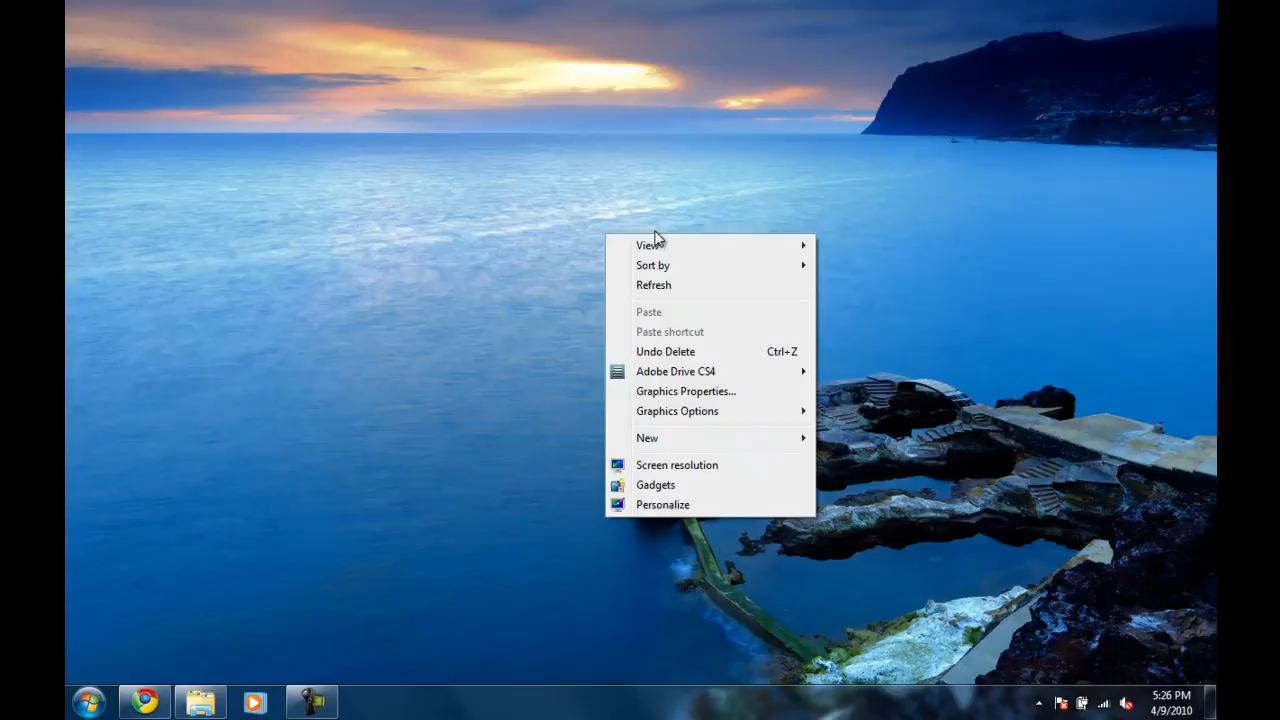 View
Sort by
Refresh
Paste
Paste shortcut
Undo Delete Ctrl+Z
Adobe Drive CS4
Graphics Properties...
Graphics Options
New
Screen resolution
Gadgets
Personalize
5:26 PM
4/9/2010